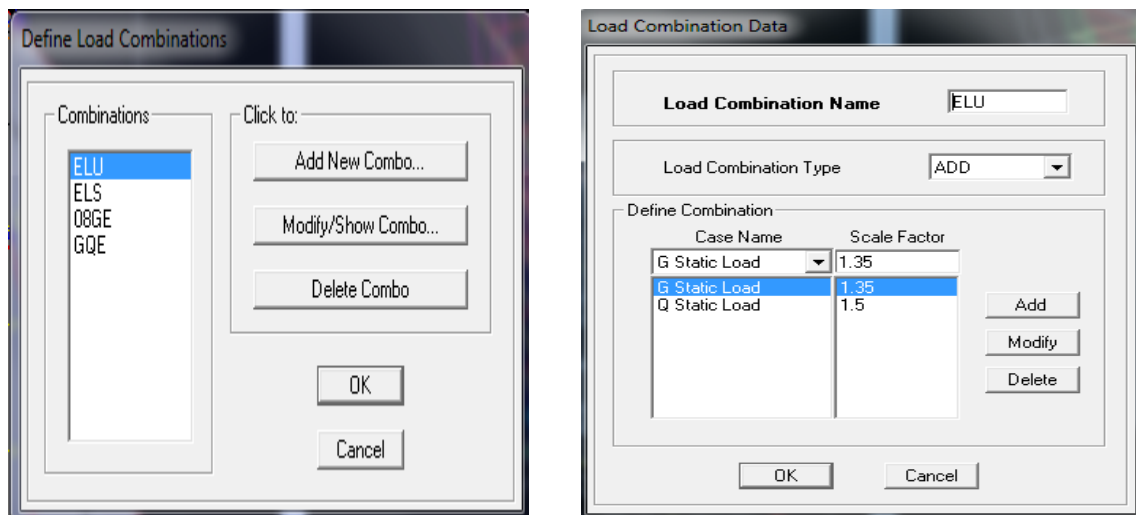 Define Load Combinations
Combinations
ELU
ELS
08GE
GQE
Click to:
Add New Combo...
Modify/Show Combo...
Delete Combo
OK
Cancel
Load Combination Data
Load Combination Name
ELU
Load Combination Type
ADD
Define Combination
Case Name Scale Factor
G Static Load 1.35
G Static Load 1.35
Q Static Load 1.5
Add
Modify
Delete
OK Cancel